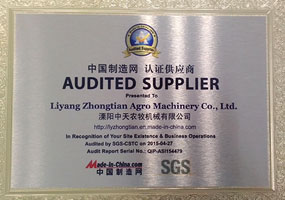 Audited Supplier
中国制造网 认证供应商
AUDITED SUPPLIER
Presented To
Liyang Zhongtian Agro Machinery Co., Ltd.
溧阳中天农牧机械有限公司
http://lyzhongtian.en.made-in-china.com
In Recognition of Your Site Existence & Business Operations
Audited by SGS-CSTC on 2015-04-27
Audit Report Serial No.: QIP-ASI154479
Made-in-China.com
中国制造网
SGS